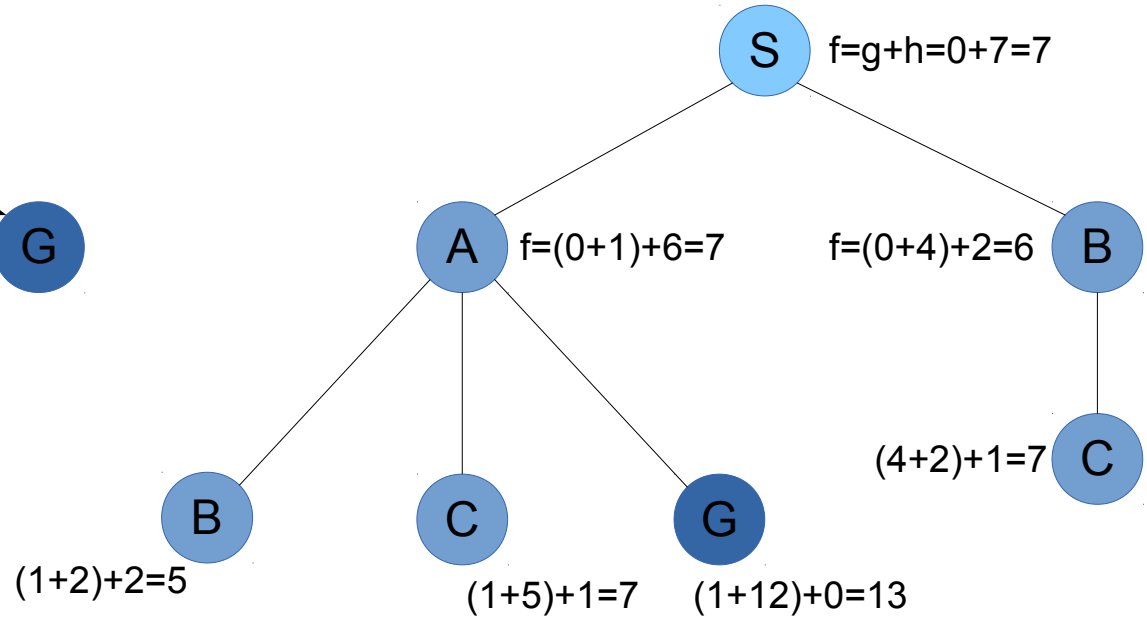 S f=g+h=0+7=7
G A f=(0+1)+6=7 f=(0+4)+2=6 B
(4+2)+1=7 C
B C G
(1+2)+2=5 (1+5)+1=7 (1+12)+0=13